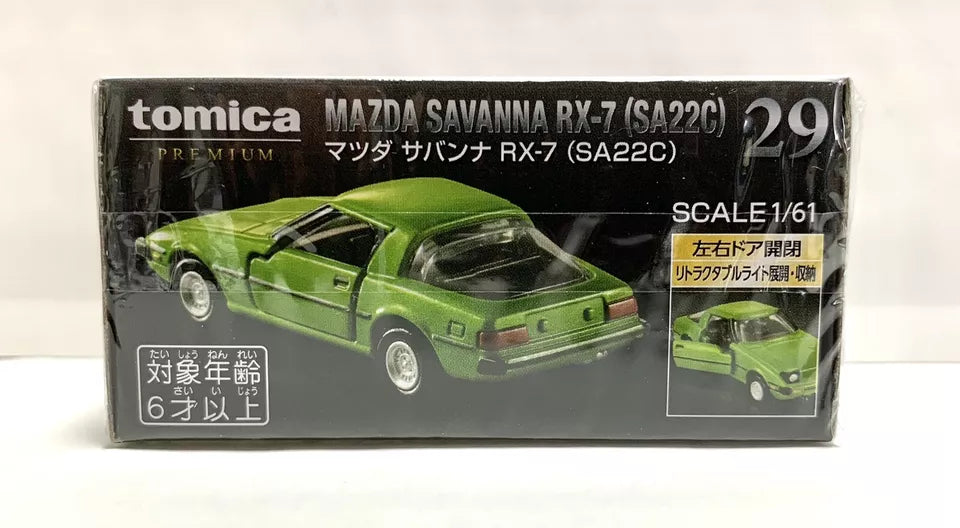 tomica
PREMIUM
MAZDA SAVANNA RX-7 (SA22C)
マツダ サバンナ RX-7 (SA22C)
29
SCALE 1/61
左右ドア開閉
リトラクタブルライト展開・収納
たい しょう ねん れい
対象年齢
さい い じょう
6才以上